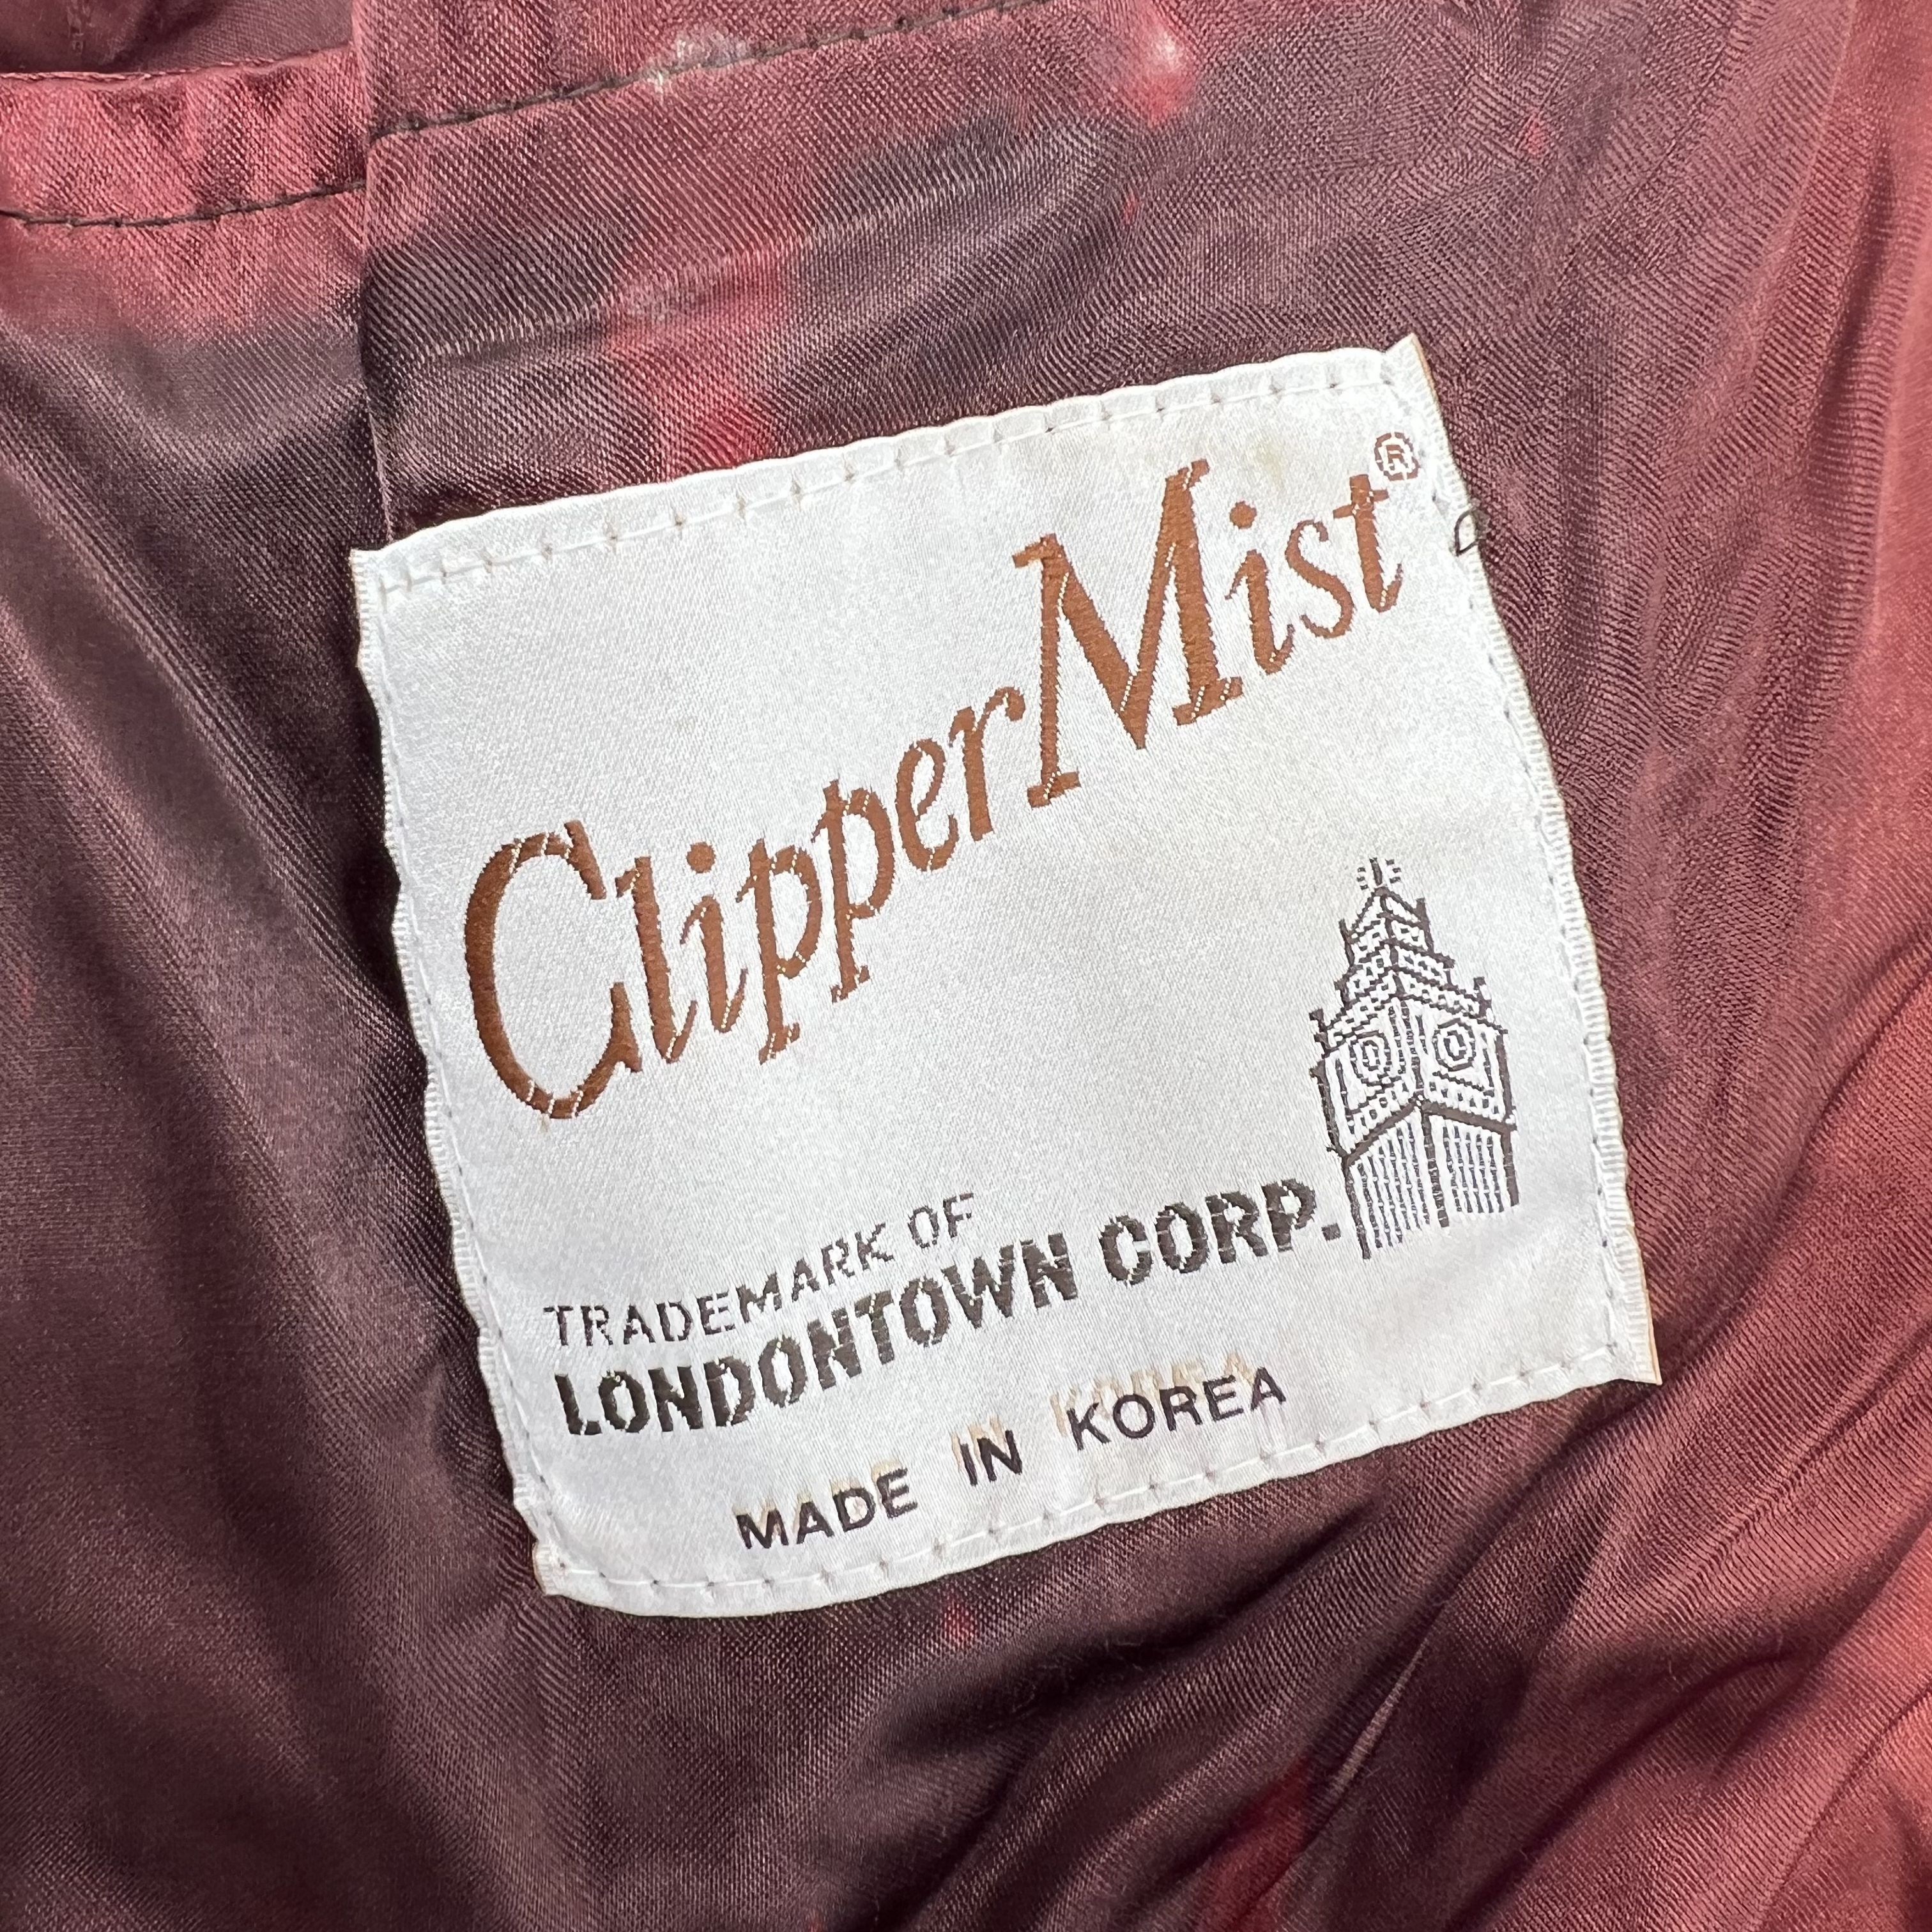 ClipperMist®
TRADEMARK OF
LONDONTOWN CORP.
MADE IN KOREA